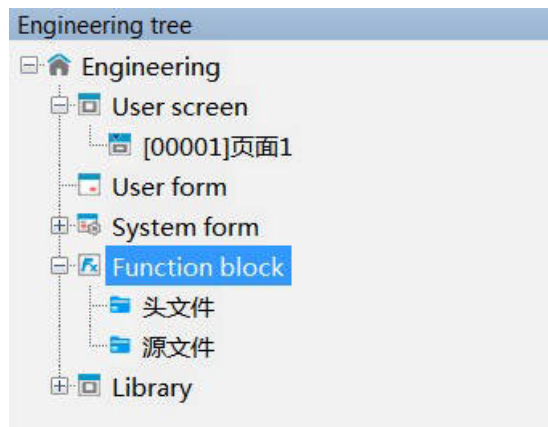 Engineering tree
Engineering
User screen
[00001]页面1
User form
System form
Function block
头文件
源文件
Library